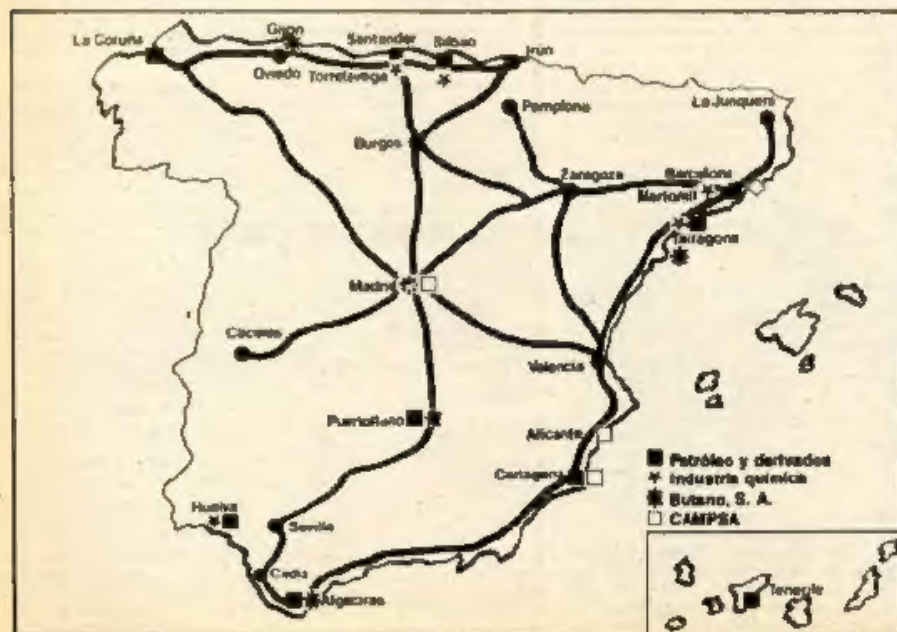 La Coruña
Gijon
Santander
Bilbao
Irún
Oviedo
Torrelavega
Pamplona
La Junquera
Burgos
Zaragoza
Barcelona
Martorell
Tarragona
Madrid
Cáceres
Valencia
Puertollano
Alicante
Cartagena
Huelva
Sevilla
Cadiz
Algeciras
Petróleo y derivados
Industria química
Butano, S. A.
CAMPSA
Tenerife